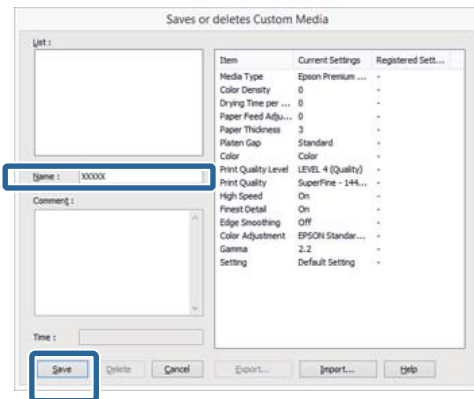 Saves or deletes Custom Media
List :
Item Current Settings Registered Sett...
Media Type Epson Premium ... -
Color Density 0 -
Drying Time per ... 0 -
Paper Feed Adju... 0 -
Paper Thickness 3 -
Platen Gap Standard -
Color Color -
Print Quality Level LEVEL 4 (Quality) -
Print Quality SuperFine - 144... -
High Speed On -
Finest Detail On -
Edge Smoothing Off -
Color Adjustment EPSON Standar... -
Gamma 2.2 -
Setting Default Setting -
Name : XXXXX
Comment :
Time :
Save Delete Cancel Export... Import... Help